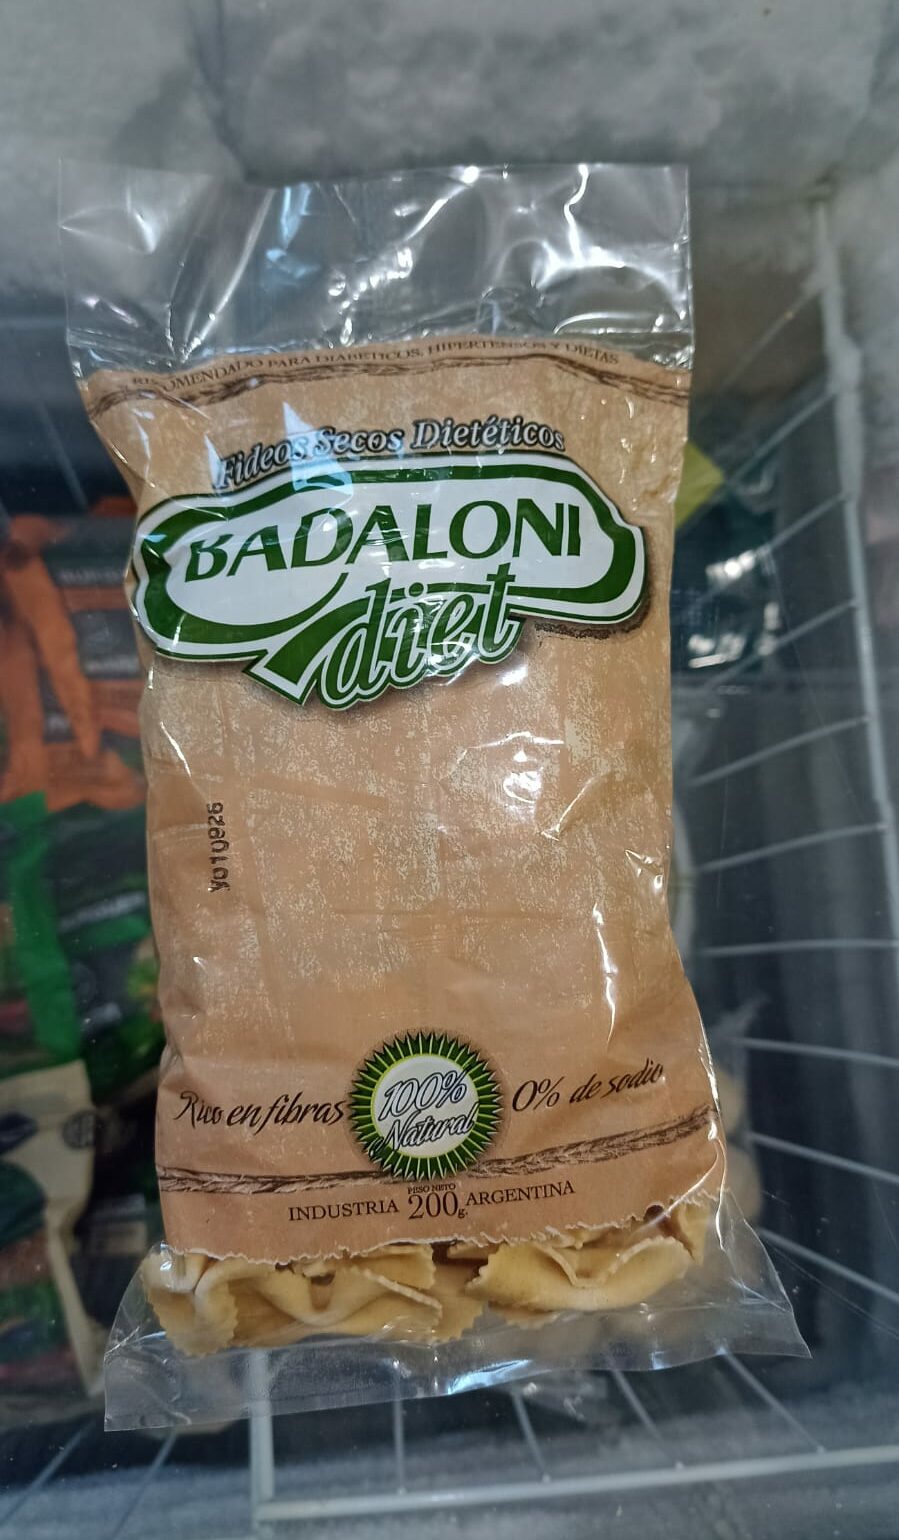 RECOMENDADO PARA DIABETICOS, HIPERTENSOS Y DIETAS
Fideos Secos Dietéticos
BADALONI
diet
Rico en fibras
100%
Natural
0% de sodio
PESO NETO
INDUSTRIA 200g. ARGENTINA